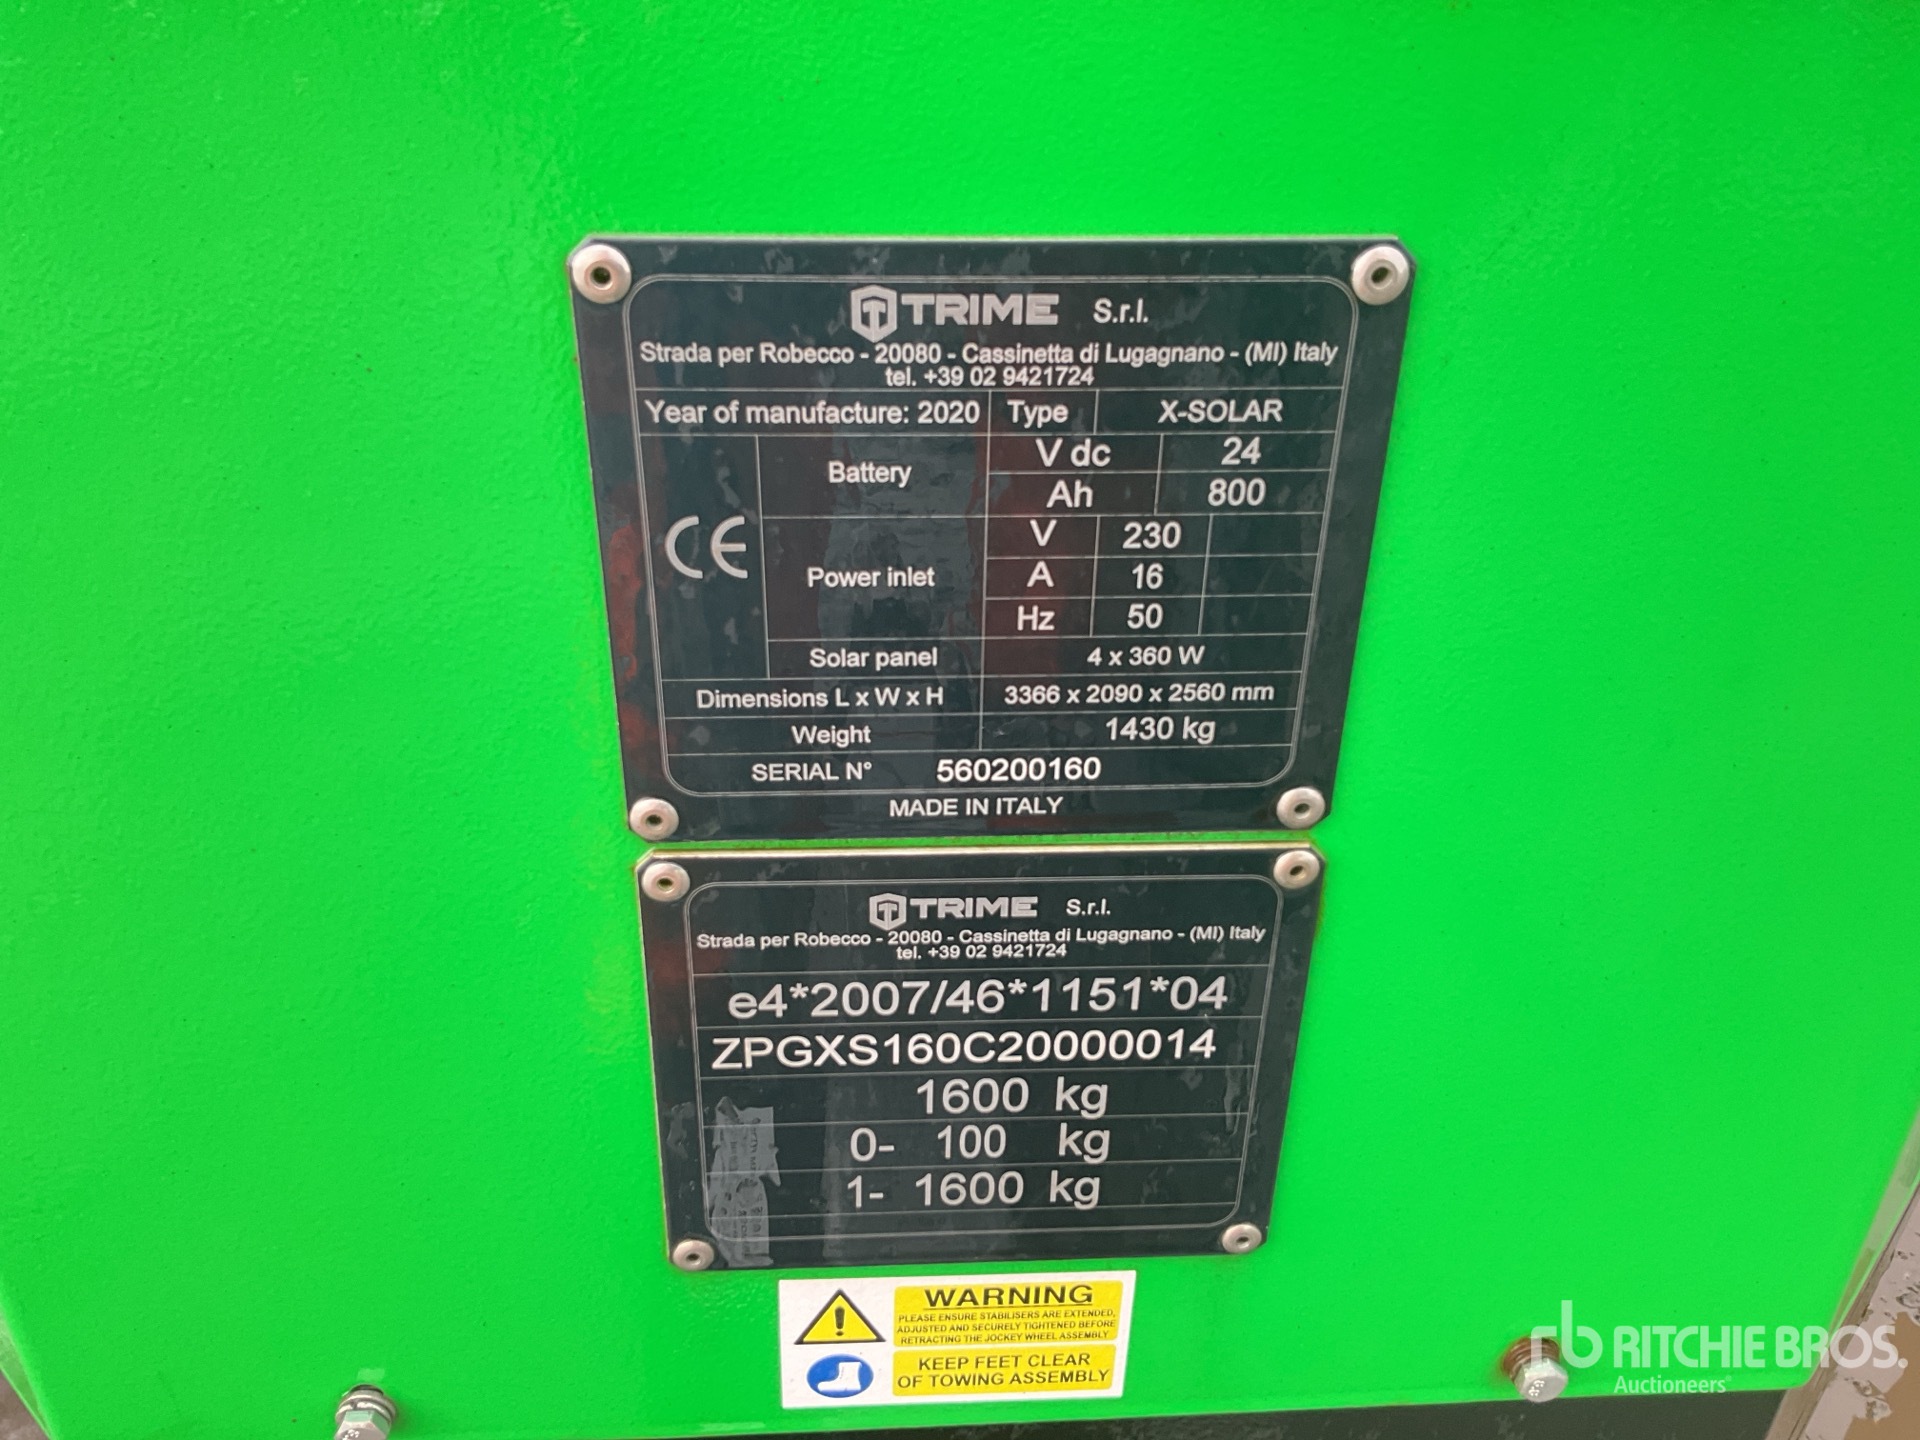 TRIME S.r.l.
Strada per Robecco - 20080 - Cassinetta di Lugagnano - (MI) Italy
tel. +39 02 9421724
Year of manufacture: 2020 Type X-SOLAR
CE
Battery
V dc 24
Ah 800
Power inlet
V 230
A 16
Hz 50
Solar panel 4 x 360 W
Dimensions L x W x H 3366 x 2090 x 2560 mm
Weight 1430 kg
SERIAL N° 560200160
MADE IN ITALY
TRIME S.r.l.
Strada per Robecco - 20080 - Cassinetta di Lugagnano - (MI) Italy
tel. +39 02 9421724
e4*2007/46*1151*04
ZPGXS160C20000014
1600 kg
0- 100 kg
1- 1600 kg
WARNING
PLEASE ENSURE STABILISERS ARE EXTENDED,
ADJUSTED AND SECURELY TIGHTENED BEFORE
RETRACTING THE JOCKEY WHEEL ASSEMBLY
KEEP FEET CLEAR
OF TOWING ASSEMBLY
rb RITCHIE BROS.
Auctioneers